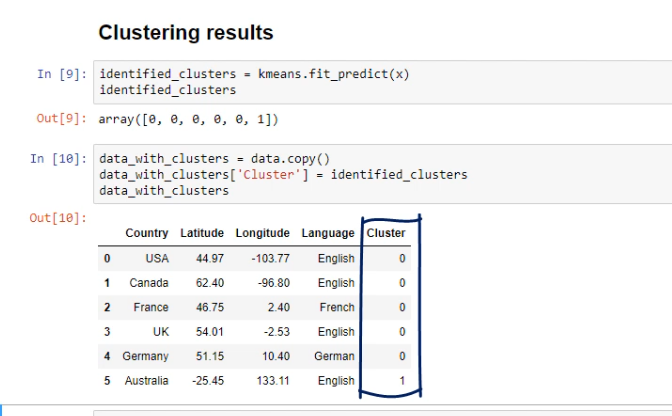 Clustering results
In [9]: identified_clusters = kmeans.fit_predict(x)
identified_clusters
Out[9]: array([0, 0, 0, 0, 0, 1])
In [10]: data_with_clusters = data.copy()
data_with_clusters['Cluster'] = identified_clusters
data_with_clusters
Out[10]:
Country Latitude Longitude Language Cluster
0 USA 44.97 -103.77 English 0
1 Canada 62.40 -96.80 English 0
2 France 46.75 2.40 French 0
3 UK 54.01 -2.53 English 0
4 Germany 51.15 10.40 German 0
5 Australia -25.45 133.11 English 1